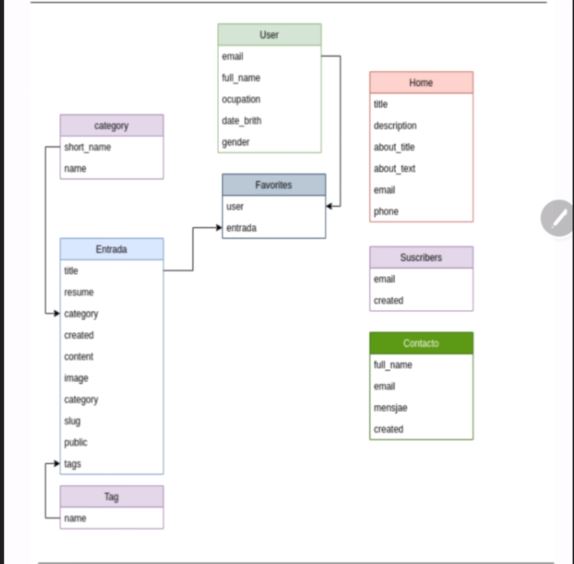 User
email
full_name
ocupation
date_brith
gender
Home
title
description
about_title
about_text
email
phone
category
short_name
name
Favorites
user
entrada
Entrada
title
resume
category
created
content
image
category
slug
public
tags
Suscribers
email
created
Contacto
full_name
email
mensjae
created
Tag
name